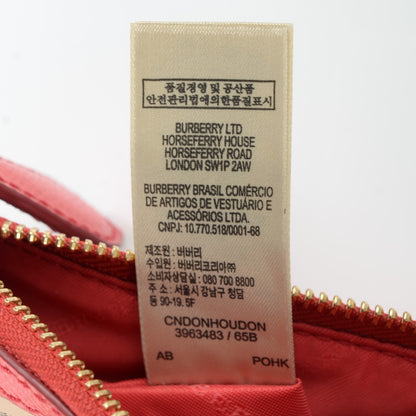 품질경영 및 공산품
안전관리법에의한품질표시
BURBERRY LTD
HORSEFERRY HOUSE
HORSEFERRY ROAD
LONDON SW1P 2AW
BURBERRY BRASIL COMÉRCIO
DE ARTIGOS DE VESTUÁRIO E
ACESSÓRIOS LTDA.
CNPJ: 10.770.518/0001-68
제조원 : 버버리
수입원 : 버버리코리아㈜
소비자상담실 : 080 700 8800
주소 : 서울시 강남구 청담
동 90-19. 5F
CNDONHOUDON
3963483 / 65B
AB POHK